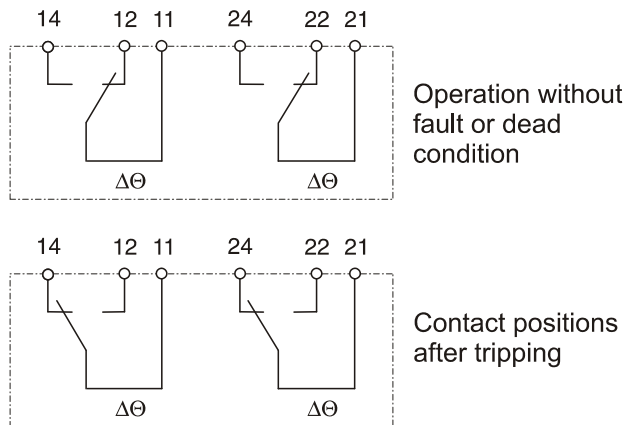 14 12 11 24 22 21
Operation without
fault or dead
condition
ΔΘ ΔΘ
14 12 11 24 22 21
Contact positions
after tripping
ΔΘ ΔΘ